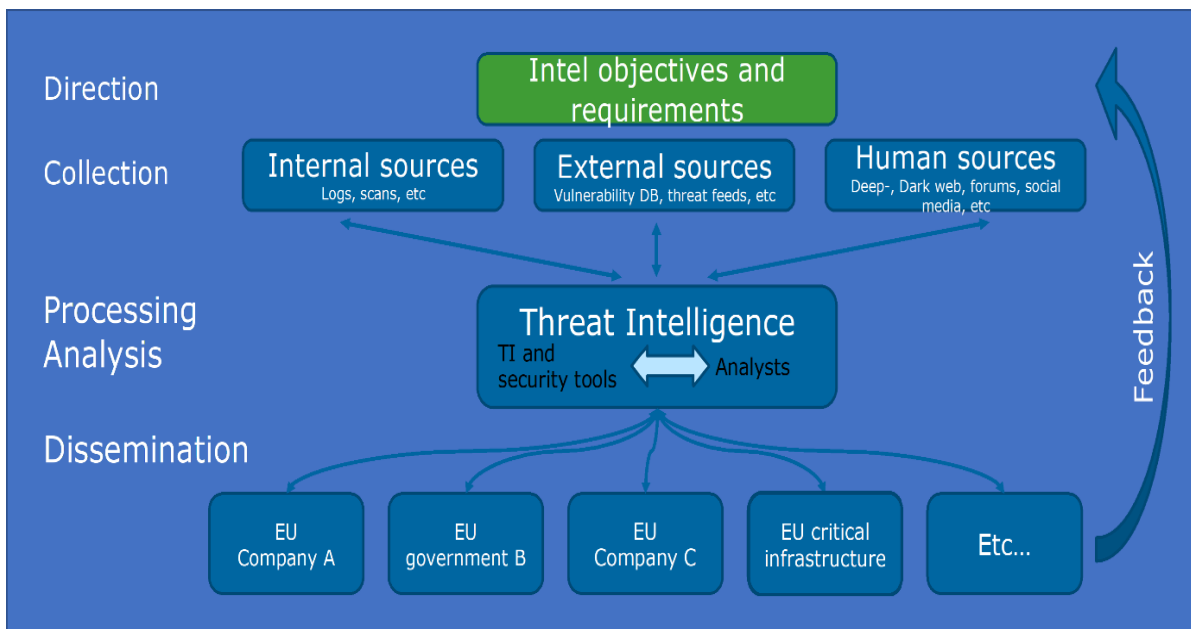 Direction
Intel objectives and
requirements
Collection
Internal sources
Logs, scans, etc
External sources
Vulnerability DB, threat feeds, etc
Human sources
Deep-, Dark web, forums, social
media, etc
Processing
Analysis
Threat Intelligence
TI and
security tools
Analysts
Feedback
Dissemination
EU
Company A
EU
government B
EU
Company C
EU critical
infrastructure
Etc...